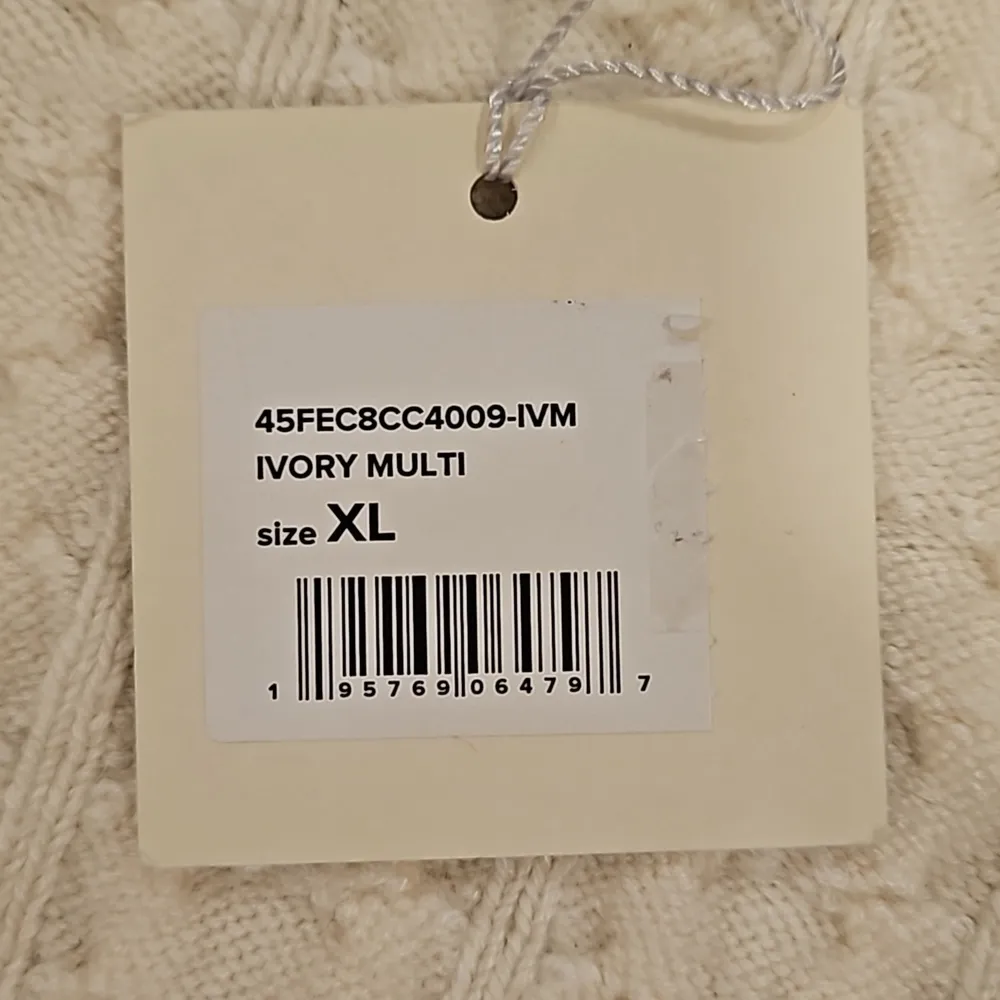 45FEC8CC4009-IVM
IVORY MULTI
size XL
1 95769 06479 7